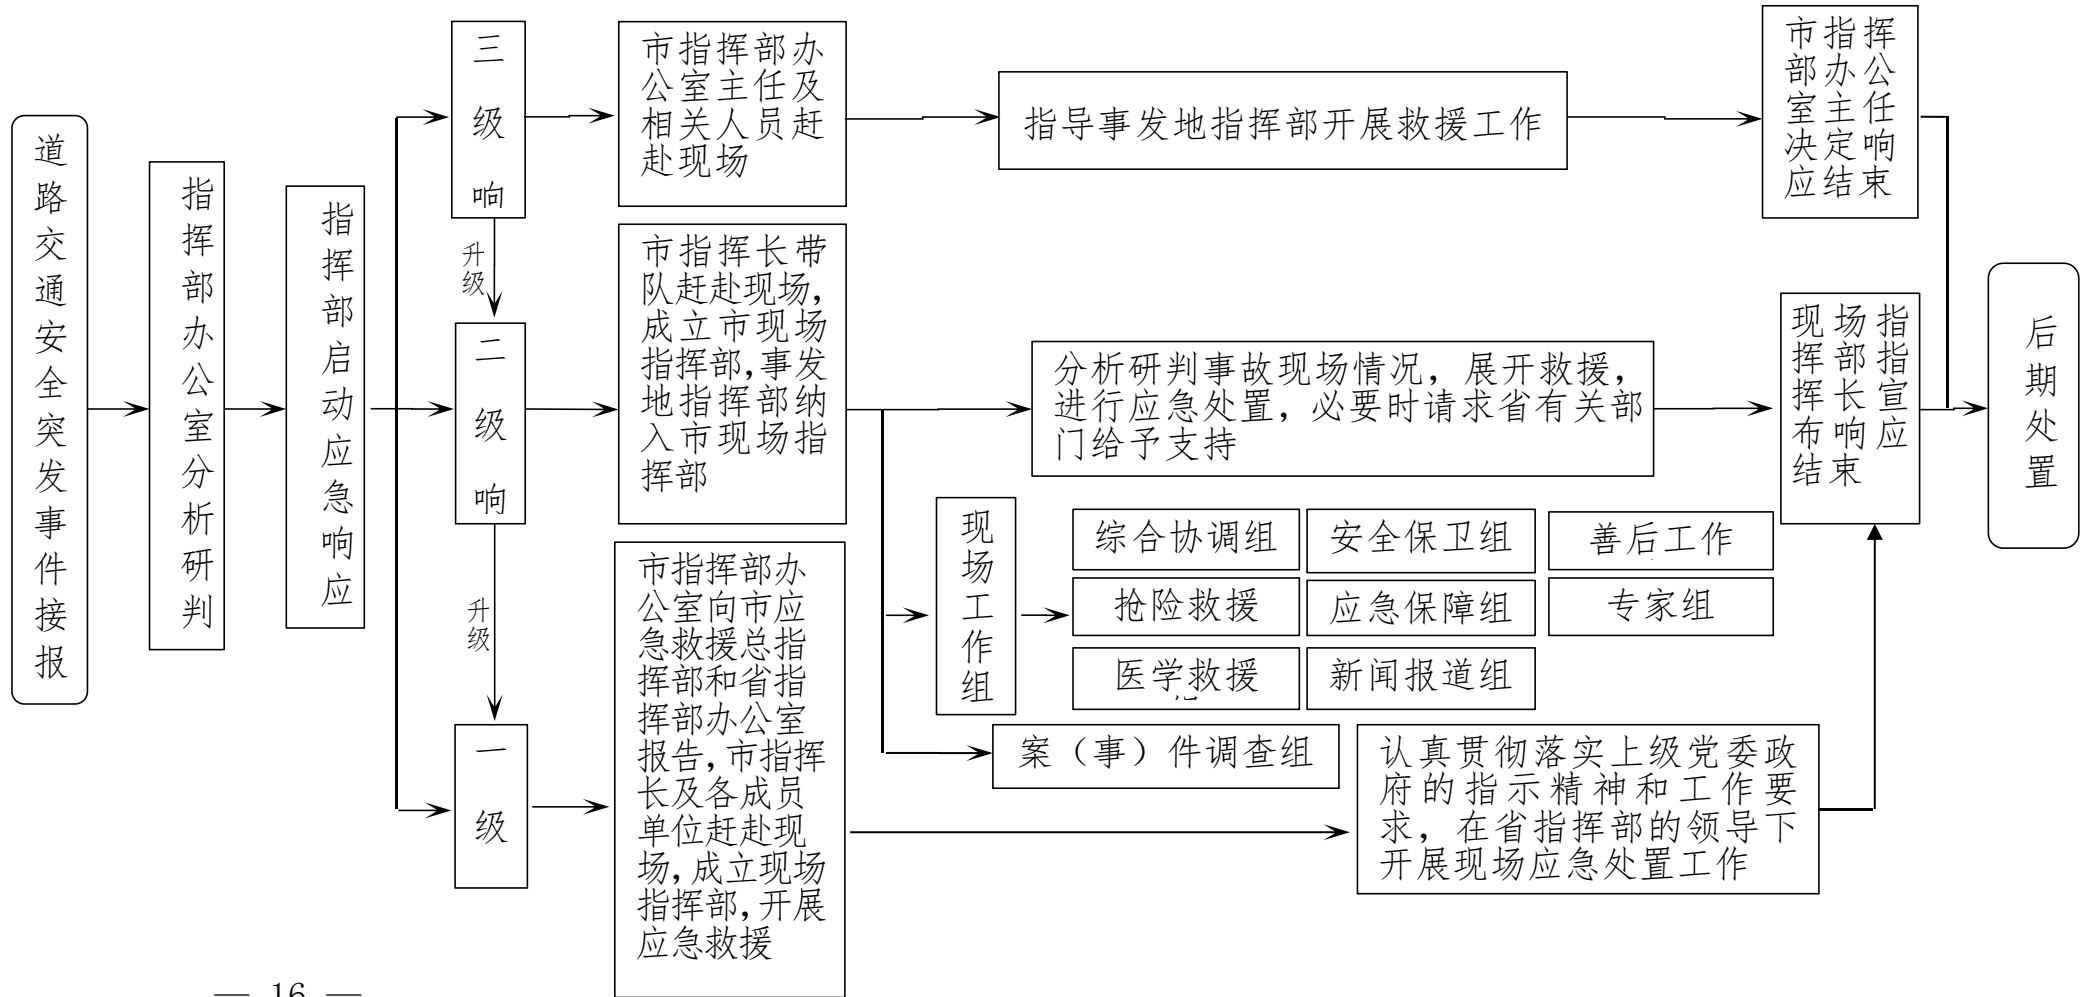 道路交通安全突发事件接报
指挥部办公室分析研判
指挥部启动应急响应
三级响
升级
二级响
升级
一级
市指挥部办
公室主任及
相关人员赶
赴现场
指导事发地指挥部开展救援工作
市指挥
部办公
室主任
决定响
应结束
市指挥长带
队赶赴现场,
成立市现场
指挥部,事发
地指挥部纳
入市现场指
挥部
分析研判事故现场情况，展开救援，
进行应急处置，必要时请求省有关部
门给予支持
现场指
挥部指
挥长宣
布响应
结束
后期处置
现场工作组
综合协调组
安全保卫组
善后工作
抢险救援
应急保障组
专家组
医学救援
新闻报道组
案（事）件调查组
市指挥部办
公室向市应
急救援总指
挥部和省指
挥部办公室
报告,市指挥
长及各成员
单位赶赴现
场,成立现场
指挥部,开展
应急救援
认真贯彻落实上级党委政
府的指示精神和工作要
求，在省指挥部的领导下
开展现场应急处置工作
— 16 —